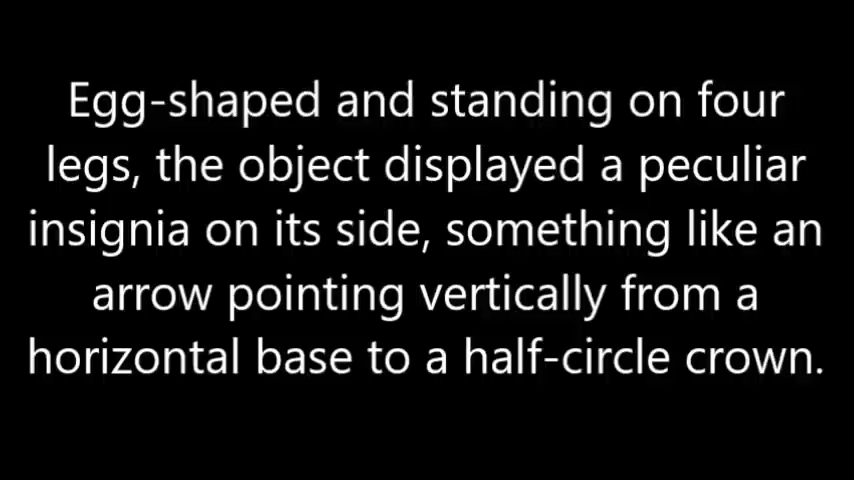 Egg-shaped and standing on four
legs, the object displayed a peculiar
insignia on its side, something like an
arrow pointing vertically from a
horizontal base to a half-circle crown.